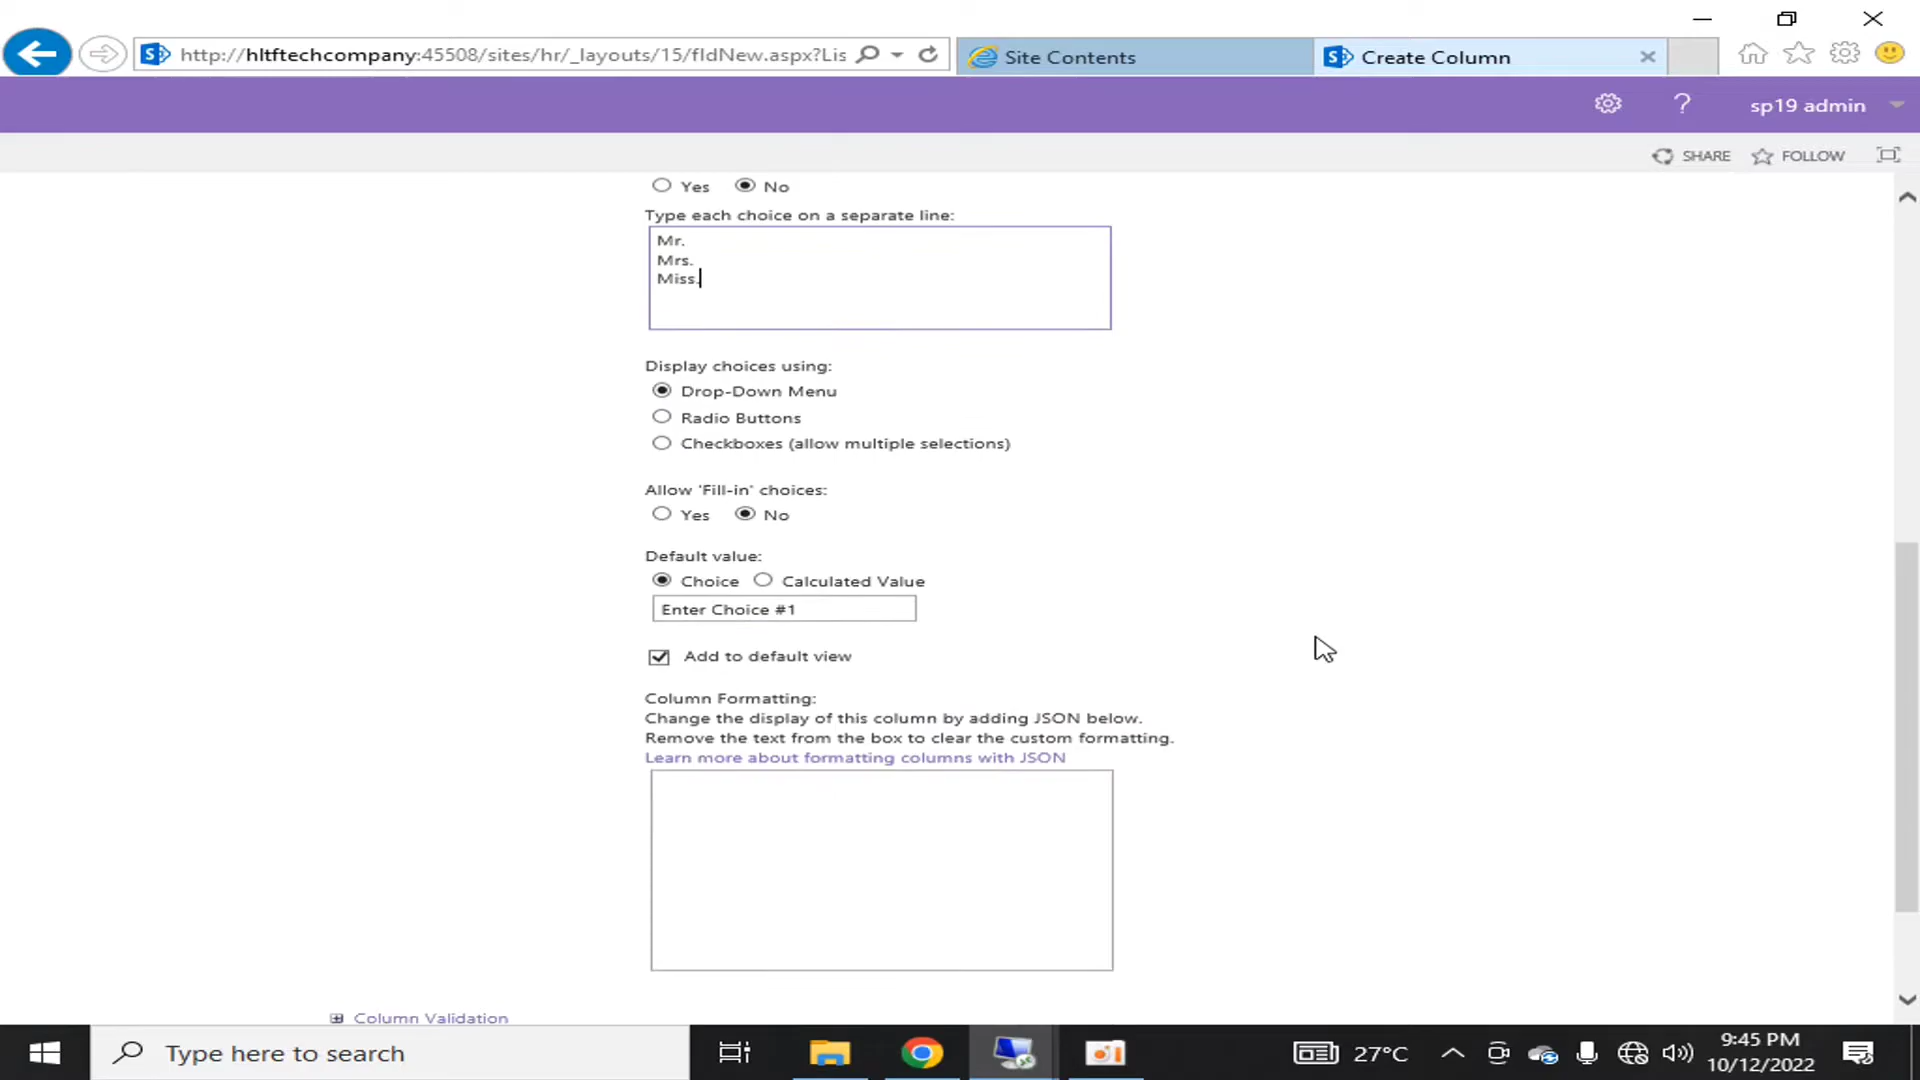 http://hltftechcompany:45508/sites/hr/_layouts/15/fldNew.aspx?Lis
Site Contents
Create Column
? sp19 admin
SHARE
FOLLOW
Yes No
Type each choice on a separate line:
Mr.
Mrs.
Miss.
Display choices using:
Drop-Down Menu
Radio Buttons
Checkboxes (allow multiple selections)
Allow 'Fill-in' choices:
Yes No
Default value:
Choice Calculated Value
Enter Choice #1
Add to default view
Column Formatting:
Change the display of this column by adding JSON below.
Remove the text from the box to clear the custom formatting.
Learn more about formatting columns with JSON
Column Validation
Type here to search
27°C
9:45 PM
10/12/2022